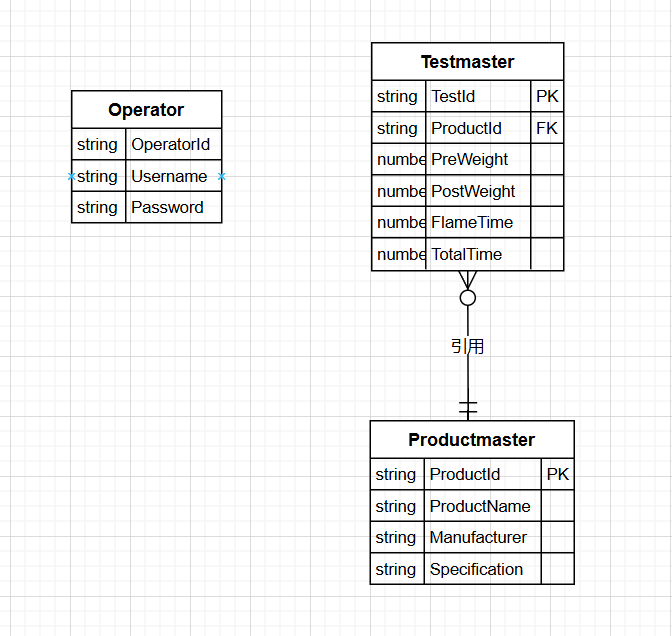 Operator
string OperatorId
string Username
string Password
Testmaster
string TestId PK
string ProductId FK
numbe PreWeight
numbe PostWeight
numbe FlameTime
numbe TotalTime
引用
Productmaster
string ProductId PK
string ProductName
string Manufacturer
string Specification